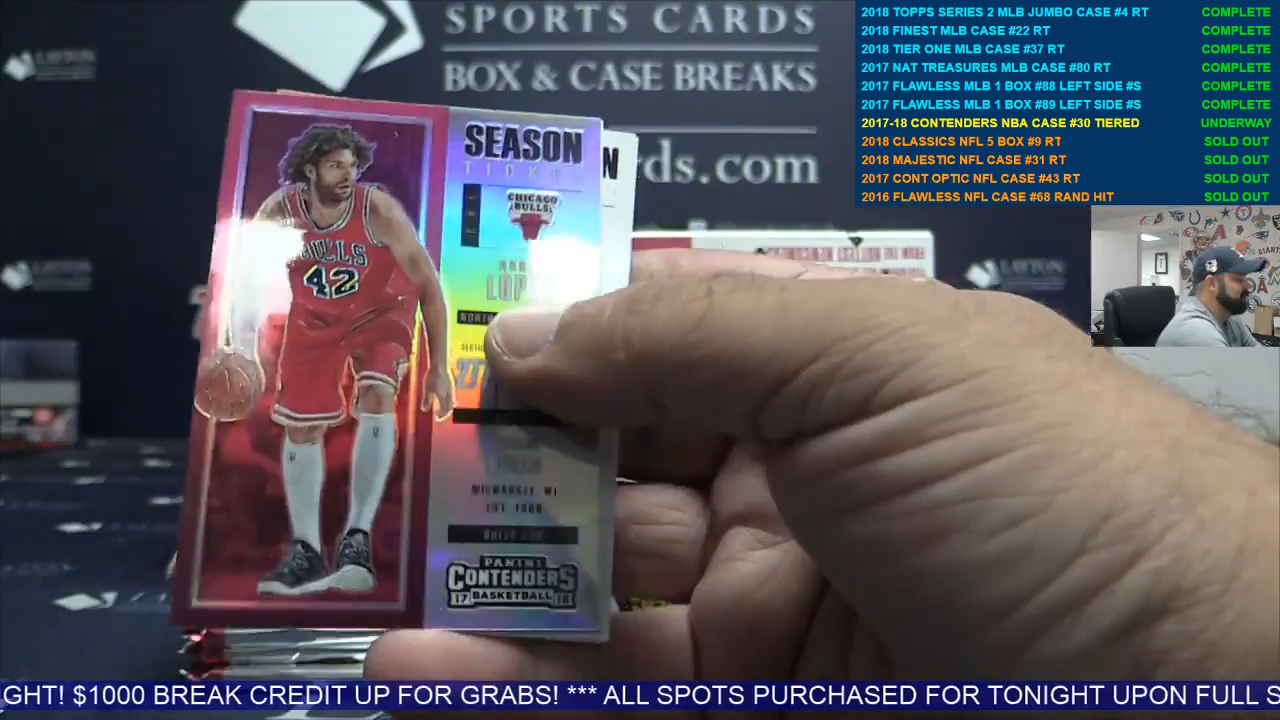 SPORTS CARDS
BOX & CASE BREAKS
rds.com
2018 TOPPS SERIES 2 MLB JUMBO CASE #4 RT COMPLETE
2018 FINEST MLB CASE #22 RT COMPLETE
2018 TIER ONE MLB CASE #37 RT COMPLETE
2017 NAT TREASURES MLB CASE #80 RT COMPLETE
2017 FLAWLESS MLB 1 BOX #88 LEFT SIDE #S COMPLETE
2017 FLAWLESS MLB 1 BOX #89 LEFT SIDE #S COMPLETE
2017-18 CONTENDERS NBA CASE #30 TIERED UNDERWAY
2018 CLASSICS NFL 5 BOX #9 RT SOLD OUT
2018 MAJESTIC NFL CASE #31 RT SOLD OUT
2017 CONT OPTIC NFL CASE #43 RT SOLD OUT
2016 FLAWLESS NFL CASE #68 RAND HIT SOLD OUT
SEASON
TICKET
CHICAGO
BULLS
BULLS
42
LOP
NORTH
MILWAUKEE, WI
PANINI
CONTENDERS
17 BASKETBALL 18
LAYTON
GHT! $1000 BREAK CREDIT UP FOR GRABS! *** ALL SPOTS PURCHASED FOR TONIGHT UPON FULL S